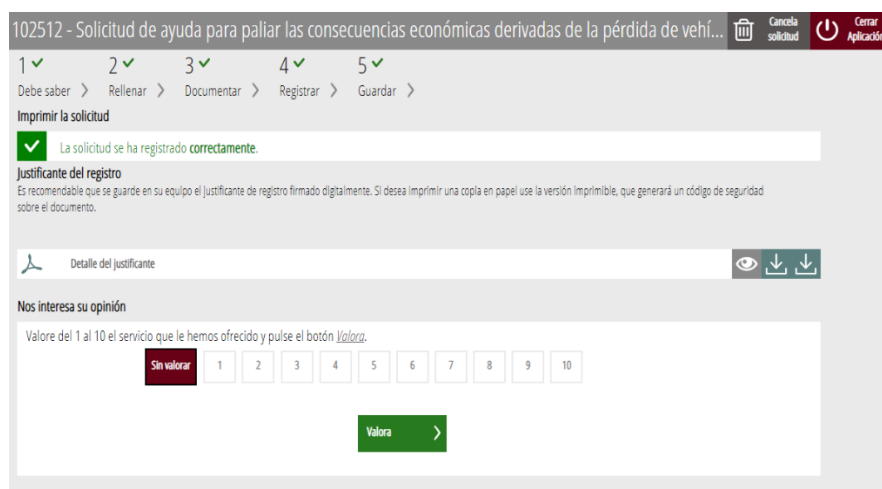 102512 - Solicitud de ayuda para paliar las consecuencias económicas derivadas de la pérdida de vehí...
Cancela
solicitud
Cerrar
Aplicación
1 2 3 4 5
Debe saber Rellenar Documentar Registrar Guardar
Imprimir la solicitud
La solicitud se ha registrado correctamente.
Justificante del registro
Es recomendable que se guarde en su equipo el justificante de registro firmado digitalmente. Si desea imprimir una copia en papel use la versión imprimible, que generará un código de seguridad
sobre el documento.
Detalle del justificante
Nos interesa su opinión
Valore del 1 al 10 el servicio que le hemos ofrecido y pulse el botón Valora.
Sin valorar 1 2 3 4 5 6 7 8 9 10
Valora